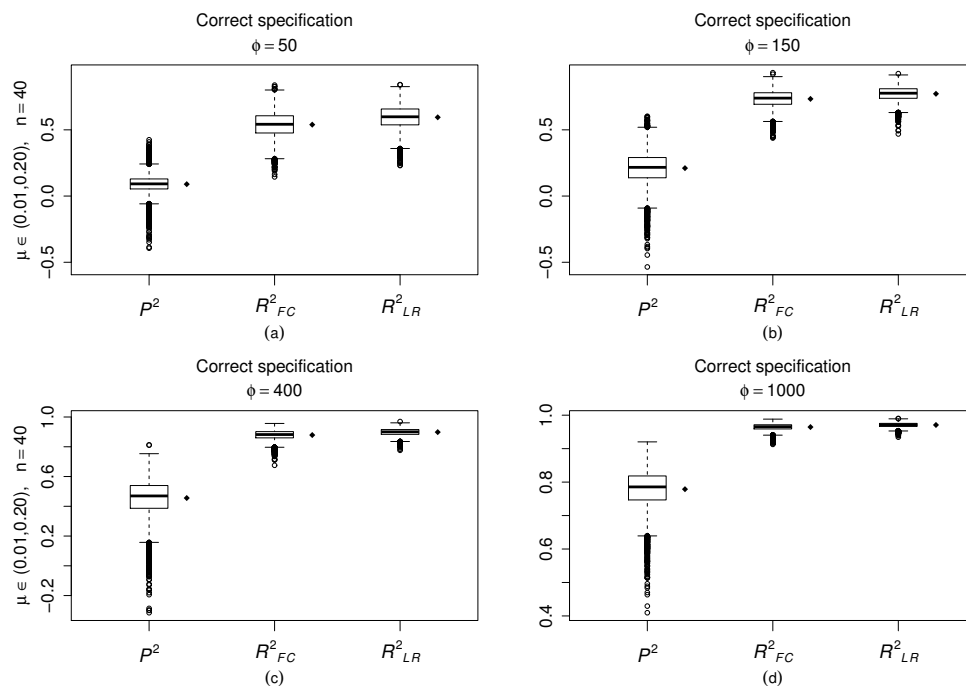 Correct specification
ϕ = 50
μ ∈ (0.01,0.20), n = 40
0.5
0.0
−0.5
P²
R²FC
R²LR
(a)
Correct specification
ϕ = 150
0.5
0.0
−0.5
P²
R²FC
R²LR
(b)
Correct specification
ϕ = 400
μ ∈ (0.01,0.20), n = 40
1.0
0.6
0.2
−0.2
P²
R²FC
R²LR
(c)
Correct specification
ϕ = 1000
1.0
0.8
0.6
0.4
P²
R²FC
R²LR
(d)